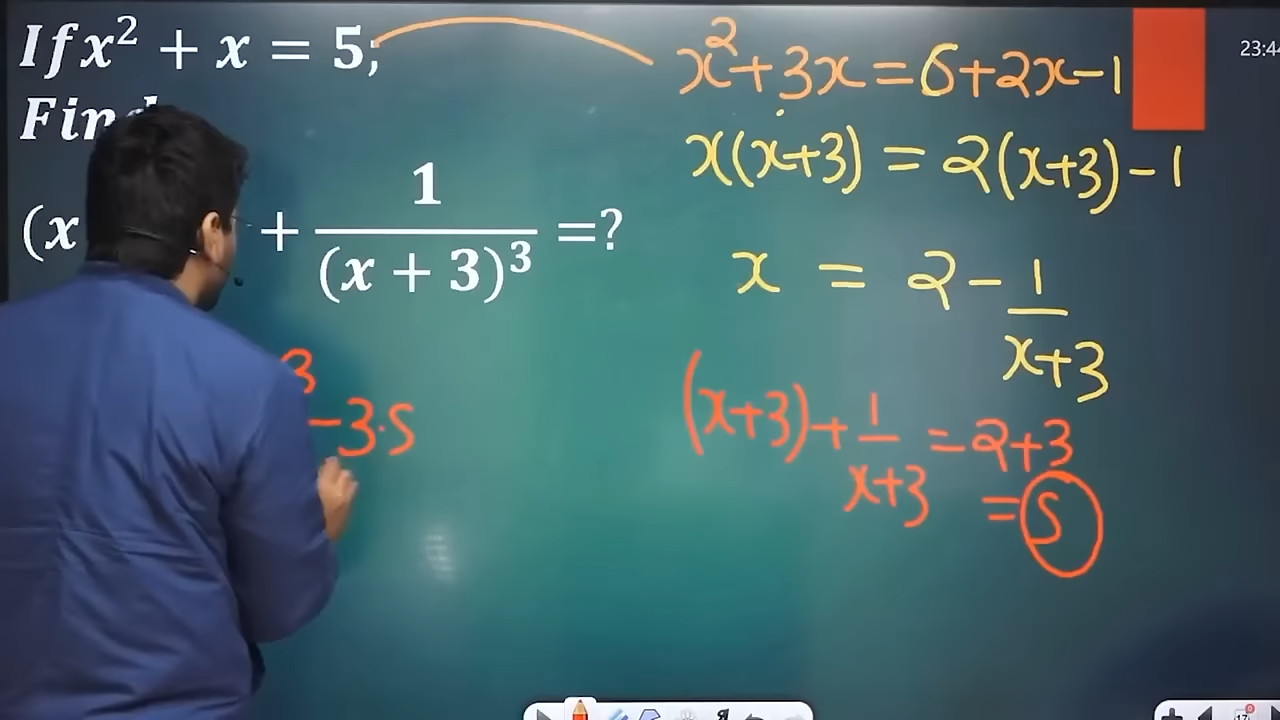 If x² + x = 5;
Find
(x + 1/(x + 3)³ =?
3
-3·5
x²+3x=6+2x-1
x(x+3) = 2(x+3)-1
x = 2 - 1/x+3
(x+3)+1/x+3 =2+3
=5
23:44